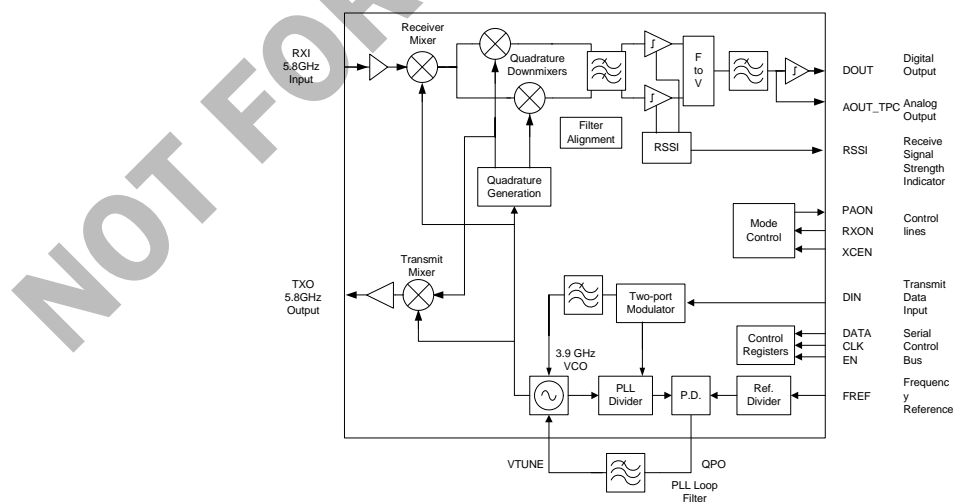 NOT FOR
Receiver
Mixer
RXI
5.8GHz
Input
Quadrature
Downmixers
F
to
V
DOUT
Digital
Output
AOUT_TPC
Analog
Output
Filter
Alignment
RSSI
RSSI
Receive
Signal
Strength
Indicator
Quadrature
Generation
Mode
Control
PAON
RXON
XCEN
Control
lines
Transmit
Mixer
TXO
5.8GHz
Output
Two-port
Modulator
DIN
Transmit
Data
Input
Control
Registers
DATA
CLK
EN
Serial
Control
Bus
3.9 GHz
VCO
PLL
Divider
P.D.
Ref.
Divider
FREF
Frequenc
y
Reference
VTUNE
QPO
PLL Loop
Filter